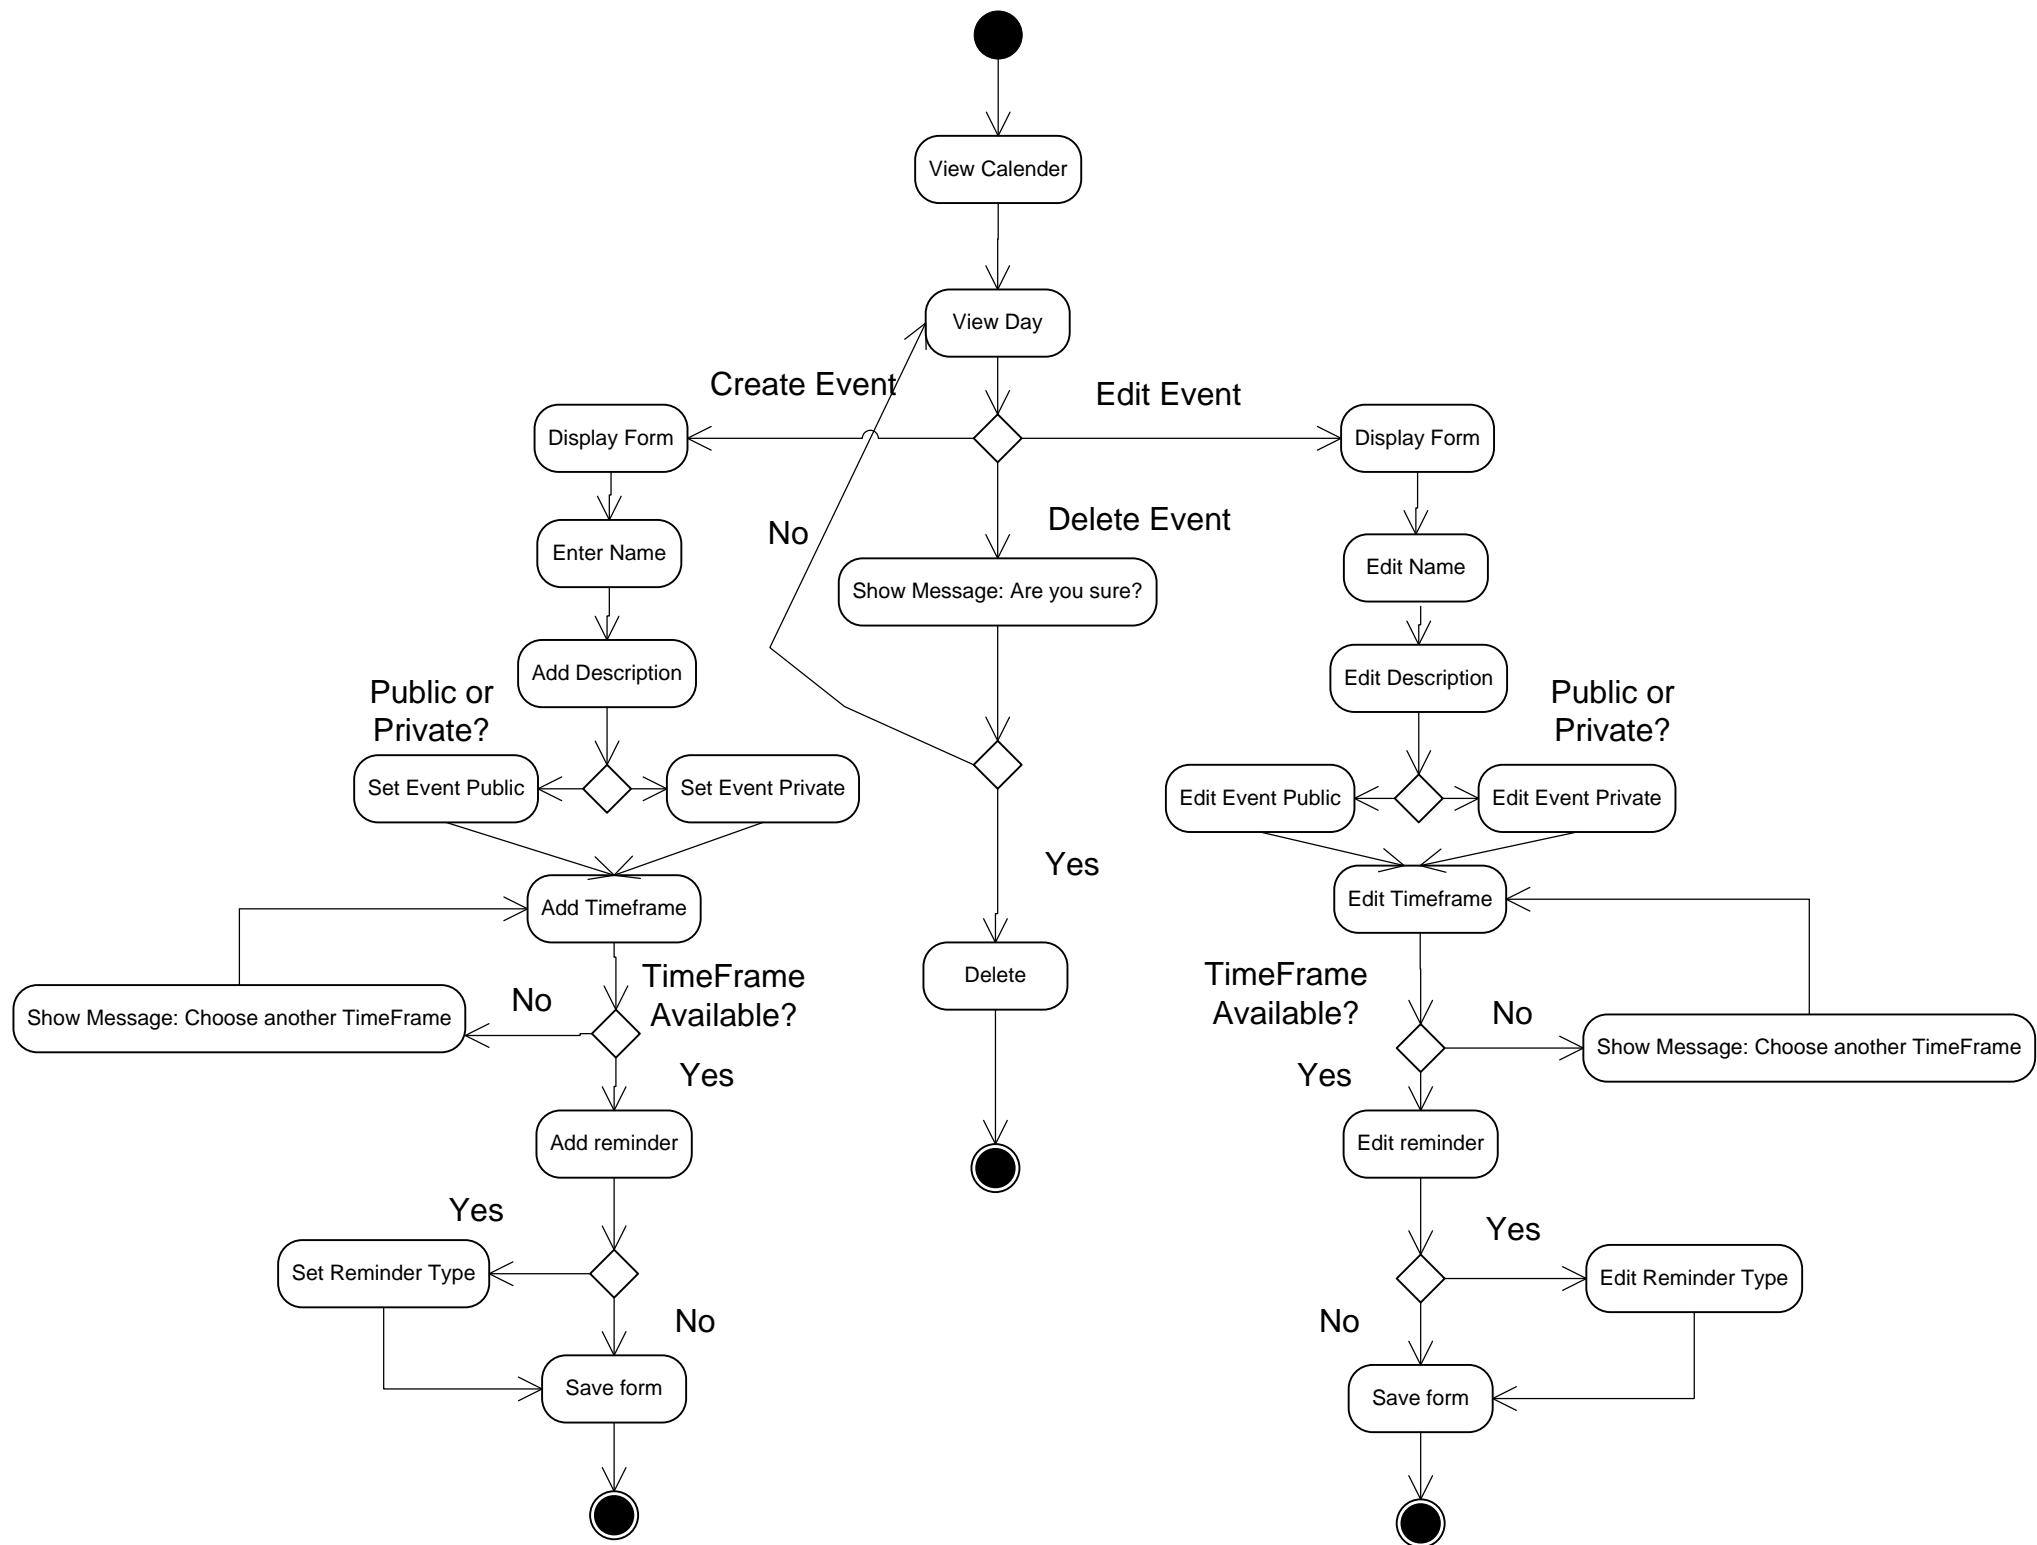 View Calender
View Day
Create Event
Edit Event
Display Form
Display Form
No
Delete Event
Enter Name
Edit Name
Show Message: Are you sure?
Add Description
Edit Description
Public or
Private?
Public or
Private?
Set Event Public
Set Event Private
Edit Event Public
Edit Event Private
Yes
Add Timeframe
Edit Timeframe
TimeFrame
Available?
Delete
TimeFrame
Available?
No
No
Show Message: Choose another TimeFrame
Show Message: Choose another TimeFrame
Yes
Yes
Add reminder
Edit reminder
Yes
Yes
Set Reminder Type
Edit Reminder Type
No
No
Save form
Save form